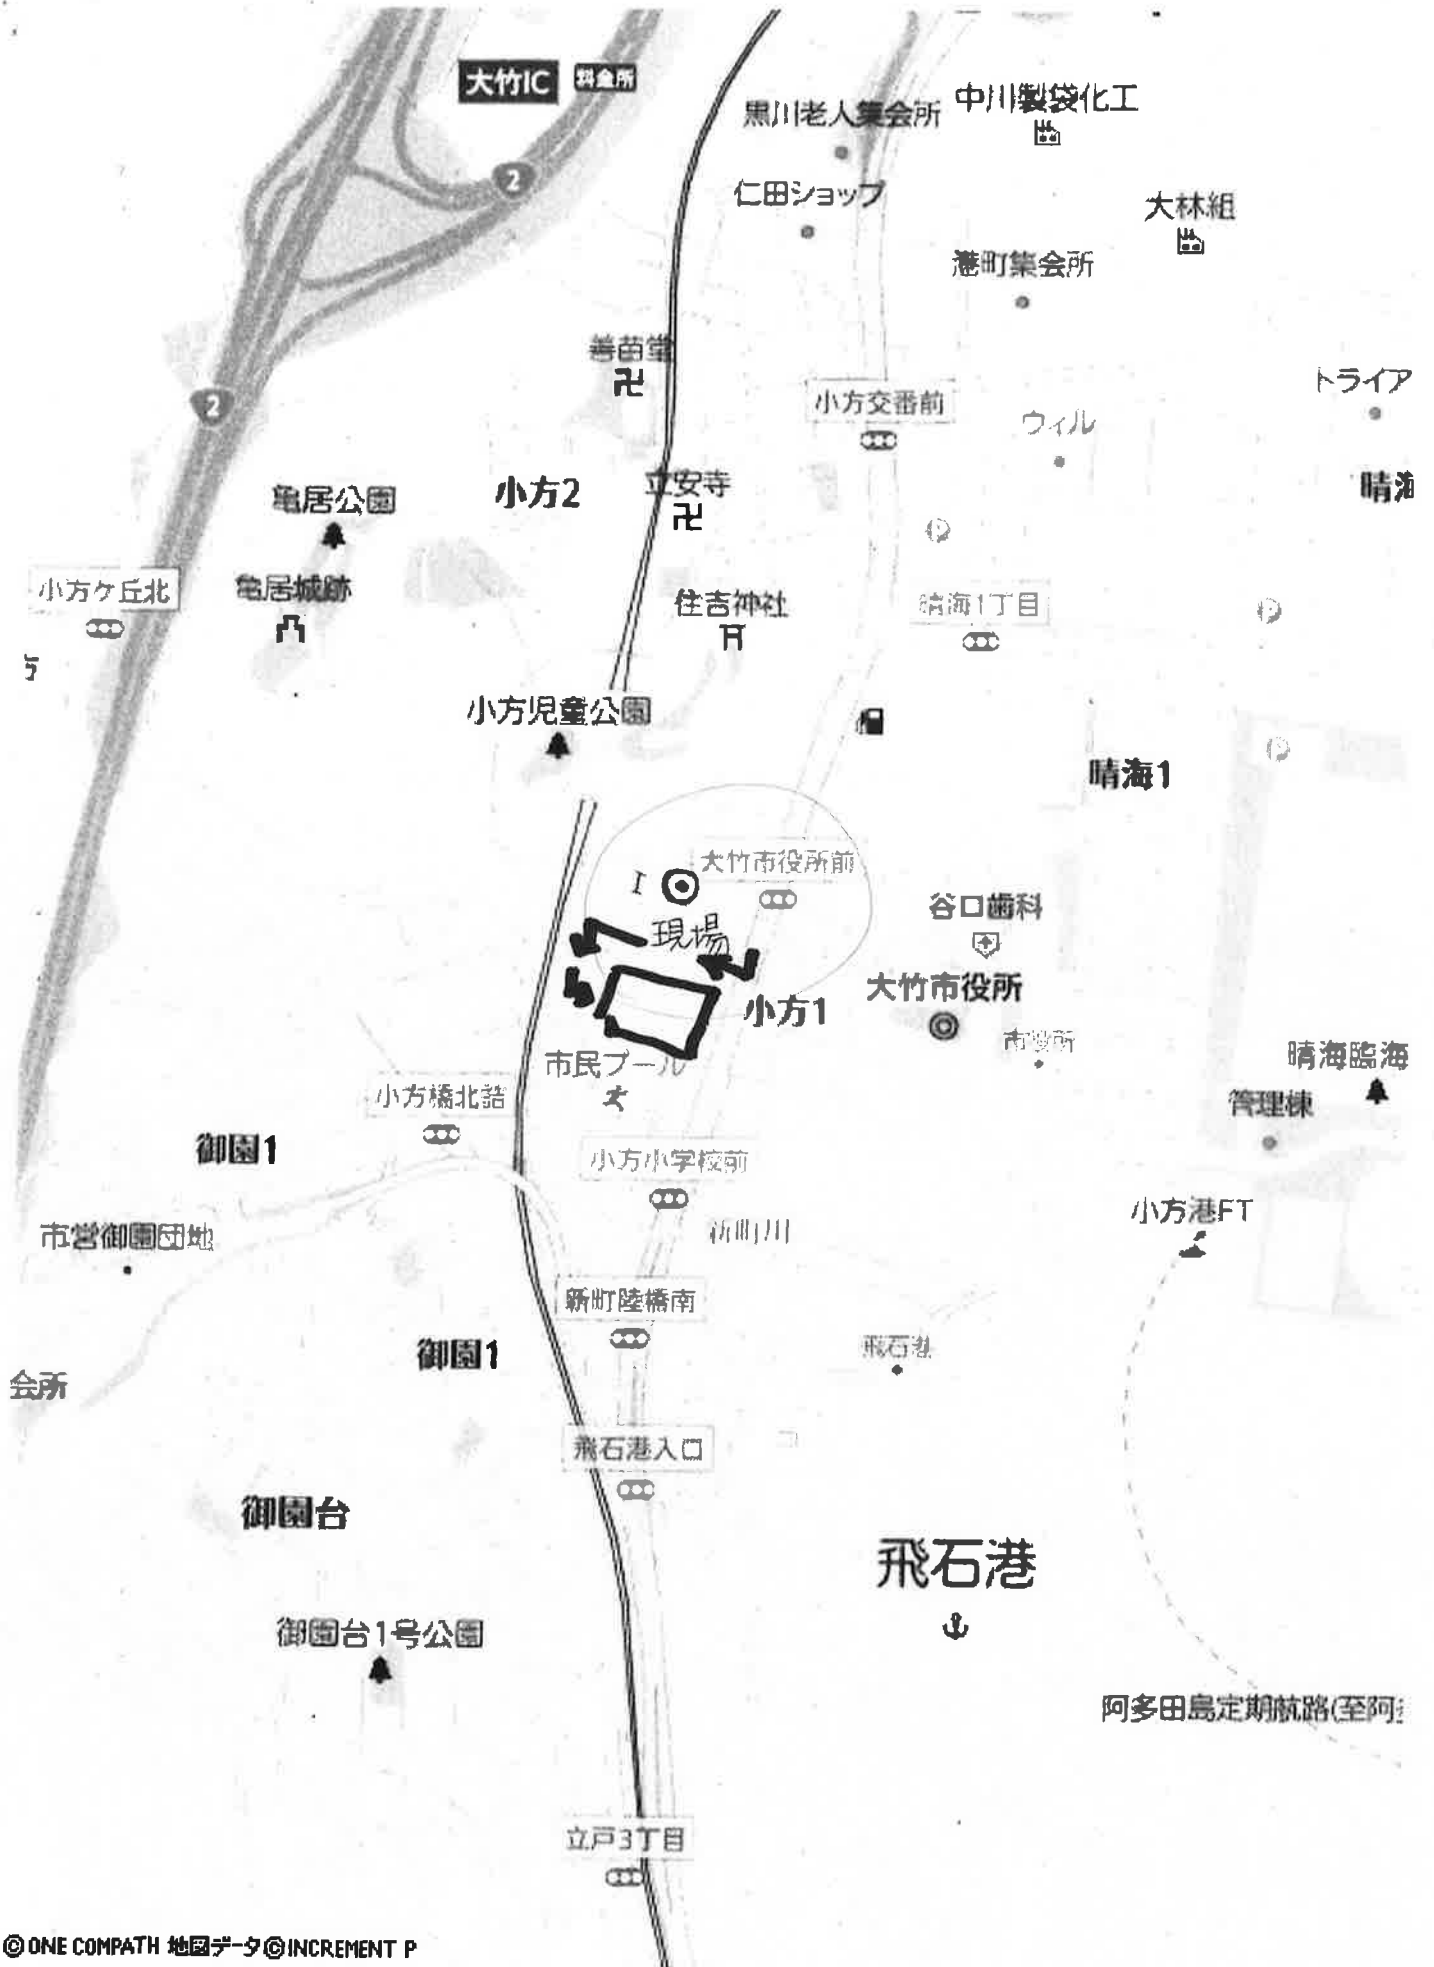 大竹IC 料金所
中川製袋化工
黒川老人集会所
2
仁田ショップ
大林組
港町集会所
善苗堂
トライア
2
小方交番前
ウィル
立安寺
小方2
亀居公園
晴海
P
小方ケ丘北
亀居城跡
住吉神社
晴海1丁目
P
方
小方児童公園
P
晴海1
大竹市役所前
I
谷口歯科
現場
大竹市役所
小方1
市役所
市民プール
晴海臨海
小方橋北詰
管理棟
御園1
小方小学校前
小方港FT
市営御園団地
新町川
新町陸橋南
飛石港
御園1
会所
飛石港入口
御園台
飛石港
御園台1号公園
阿多田島定期航路(至阿
立戸3丁目
©ONE COMPATH 地図データ©INCREMENT P